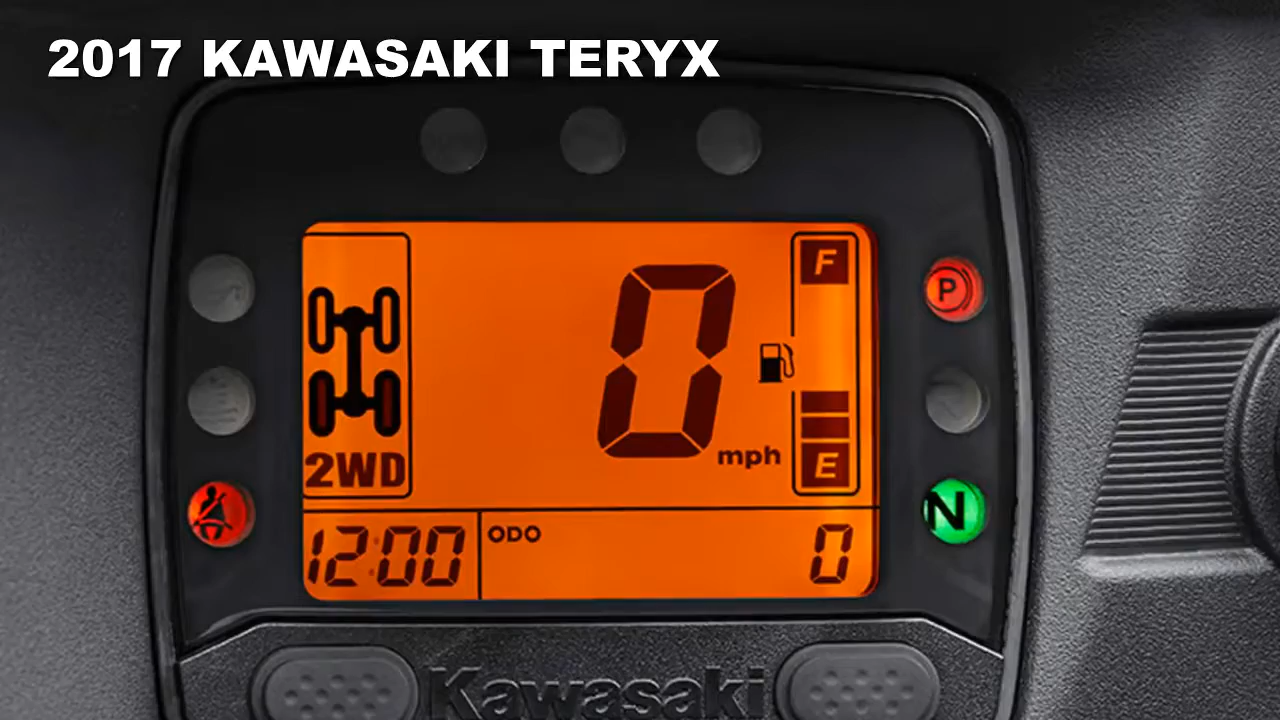 2017 KAWASAKI TERYX
F
P
0
mph
E
2WD
N
12:00
ODO
0
Kawasaki